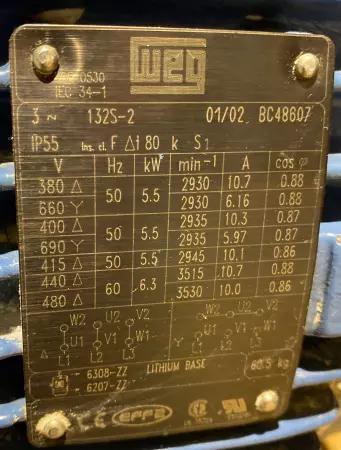 WEG
IEC 34-1
3 ~ 132S-2 01/02 BC48607
IP55 Ins. cl. F Δt 80 k S1
V Hz kW min-1 A cos φ
380 Δ 50 5.5 2930 10.7 0.88
660 Y 2930 6.16 0.88
400 Δ 50 5.5 2935 10.3 0.87
690 Y 2935 5.97 0.87
415 Δ 50 5.5 2945 10.1 0.86
440 Δ 60 6.3 3515 10.7 0.88
480 Δ 3530 10.0 0.86
W2 U2 V2 W2 U2 V2
U1 V1 W1 U1 V1 W1
Δ L1 L2 L3 Y L1 L2 L3
6308-ZZ LITHIUM BASE 60.5 kg
6207-ZZ
CE EFF2